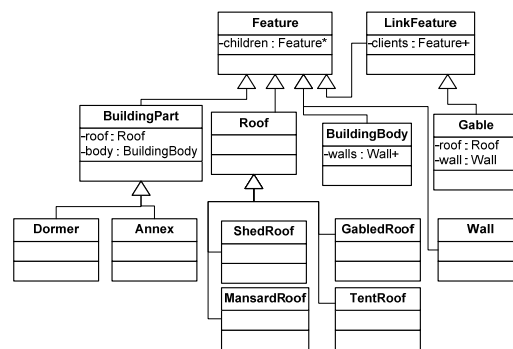 Feature
-children : Feature*
LinkFeature
-clients : Feature+
BuildingPart
-roof : Roof
-body : BuildingBody
Roof
BuildingBody
-walls : Wall+
Gable
-roof : Roof
-wall : Wall
Dormer
Annex
ShedRoof
GabledRoof
Wall
MansardRoof
TentRoof